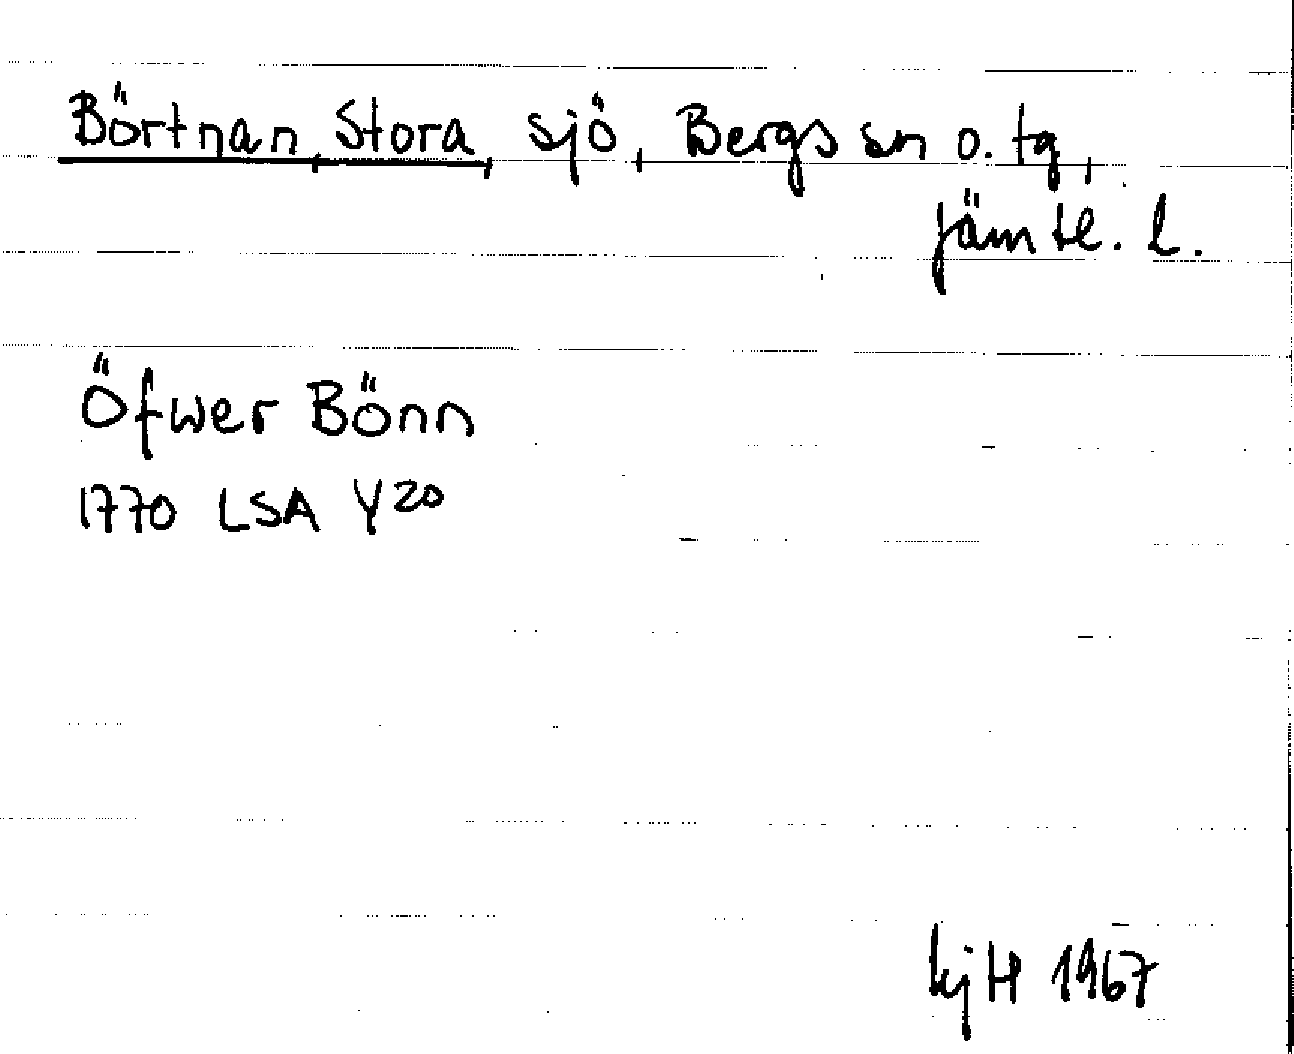 Börtnan, Stora, sjö, Bergs sn o. tg,
Jämtl. l.
Öfwer Bönn
1770 LSA Y20
kjH 1967